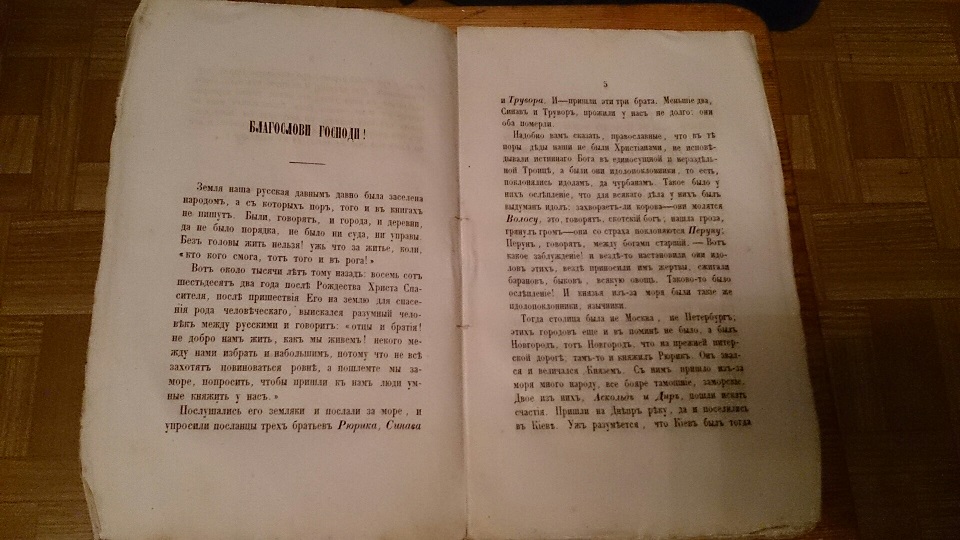 БЛАГОСЛОВИ ГОСПОДИ!
Земля наша русская давнымъ давно была заселена
народомъ, а съ которыхъ поръ, того и въ книгахъ
не пишутъ. Были, говорятъ, и города, и деревни,
да не было порядка, не было ни суда, ни управы.
Безъ головы жить нельзя! ужь что за житье, коли,
«кто кого смога, тотъ того и въ рога!»
Вотъ около тысячи лѣтъ тому назадъ: восемь сотъ
шестьдесятъ два года послѣ Рождества Христа Спа-
сителя, послѣ пришествія Его на землю для спасе-
нія рода человѣческаго, выискался разумный чело-
вѣкъ между русскими и говоритъ: «отцы и братія!
не добро намъ жить, какъ мы живемъ! некого ме-
жду нами избрать и набольшимъ, потому что не всѣ
захотятъ повиноваться ровнѣ, а пошлемте мы за-
море, попросить, чтобы пришли къ намъ люди ум-
ные княжить у насъ.»
Послушались его земляки и послали за море, и
упросили посланцы трехъ братьевъ Рюрика, Синава
5
и Трувора. И—пришли эти три брата. Меньшіе два,
Синавъ и Труворъ, прожили у насъ не долго: они
оба померли.
Надобно вамъ сказать, православные, что въ тѣ
поры дѣды наши не были Христіанами, не исповѣ-
дывали истиннаго Бога въ единосущной и нераздѣль-
ной Троицѣ, а были они идолопоклонники, то есть,
поклонялись идоламъ, да чурбанамъ. Такое было у
нихъ ослѣпленіе, что для всякаго дѣла у нихъ былъ
выдуманъ идолъ: захвораетъ-ли корова—они молятся
Волосу, это, говорятъ, скотскій богъ; нашла гроза,
грянулъ громъ—они со страха поклоняются Перуну;
Перунъ, говорятъ, между богами старшій. — Вотъ
какое заблужденіе! и вездѣ-то наставили они идо-
ловъ этихъ, вездѣ приносили имъ жертвы, сжигали
барановъ, быковъ, всякую овощь. Таково-то было
ослѣпленіе! И князья изъ-за моря были такіе же
идолопоклонники, язычники.
Тогда столица была не Москва, не Петербургъ;
этихъ городовъ еще и въ поминѣ не было, а былъ
Новгородъ, тотъ Новгородъ, что на прежней питер-
ской дорогѣ; тамъ-то и княжилъ Рюрикъ. Онъ звал-
ся и величался Княземъ. Съ нимъ пришло изъ-за
моря много народу, все бояре тамошніе, заморскіе.
Двое изъ нихъ, Аскольдъ и Диръ, пошли искать
счастія. Пришли на Днѣпръ рѣку, да и поселились
въ Кіевѣ. Ужъ разумѣется, что Кіевъ былъ тогда